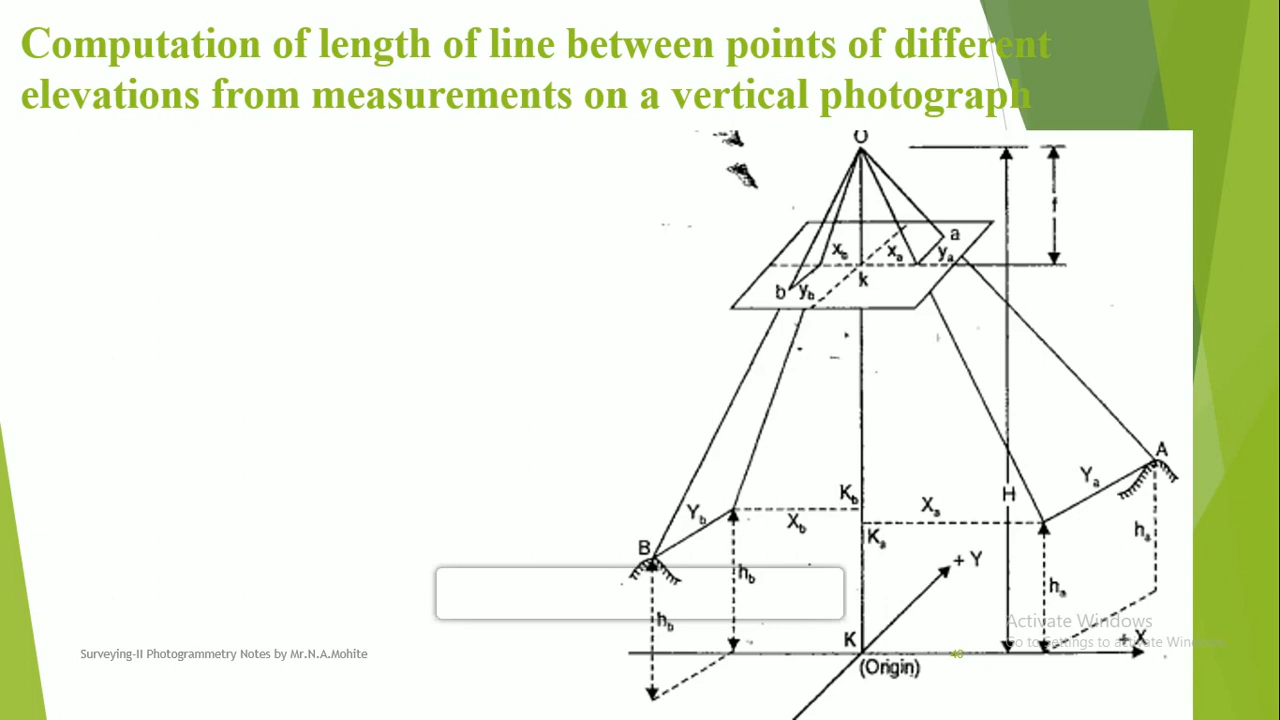 Computation of length of line between points of different
elevations from measurements on a vertical photograph
O
f
a
x_b
x_a
y_a
k
b
y_b
A
Y_a
K_b
H
X_a
Y_b
X_b
K_a
h_a
B
+ Y
h_b
h_a
h_b
Activate Windows
Go to Settings to activate Windows.
K
+ X
(Origin)
Surveying-II Photogrammetry Notes by Mr.N.A.Mohite
40